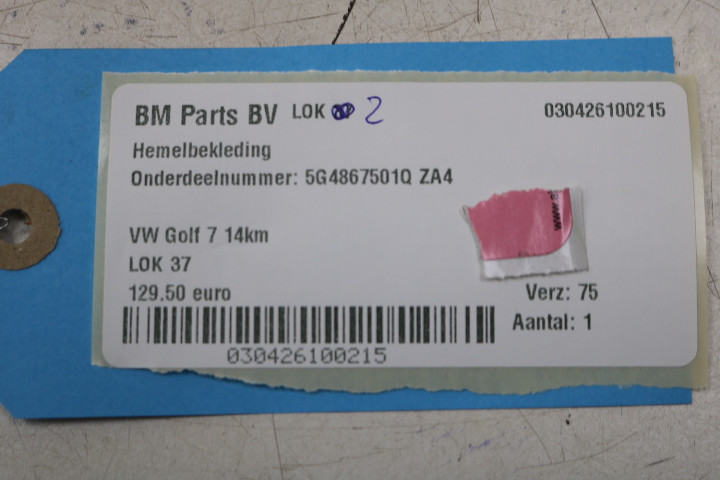 BM Parts BV LOK 2 030426100215
Hemelbekleding
Onderdeelnummer: 5G4867501Q ZA4
www.
VW Golf 7 14km
LOK 37
129.50 euro Verz: 75
Aantal: 1
030426100215